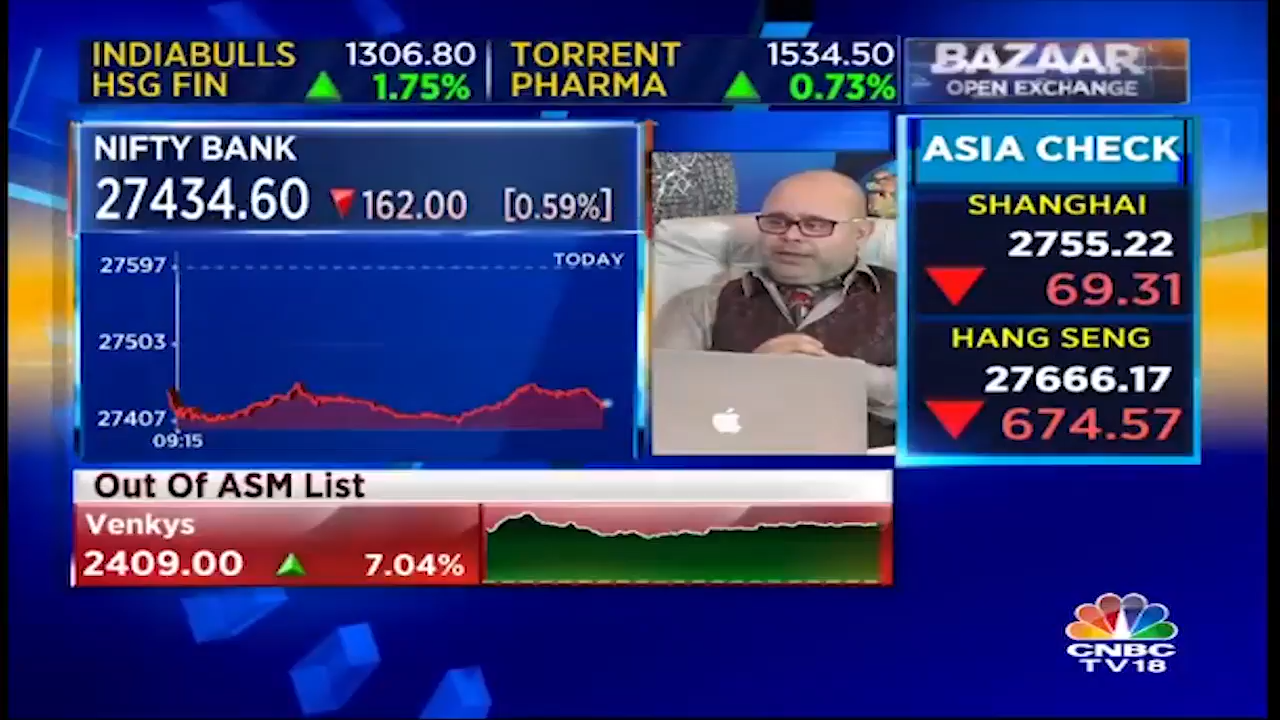 INDIABULLS 1306.80
HSG FIN 1.75%
TORRENT 1534.50
PHARMA 0.73%
BAZAAR
OPEN EXCHANGE
NIFTY BANK
27434.60 162.00 [0.59%]
TODAY
27597
27503
27407
09:15
ASIA CHECK
SHANGHAI
2755.22
69.31
HANG SENG
27666.17
674.57
Out Of ASM List
Venkys
2409.00 7.04%
CNBC
TV18